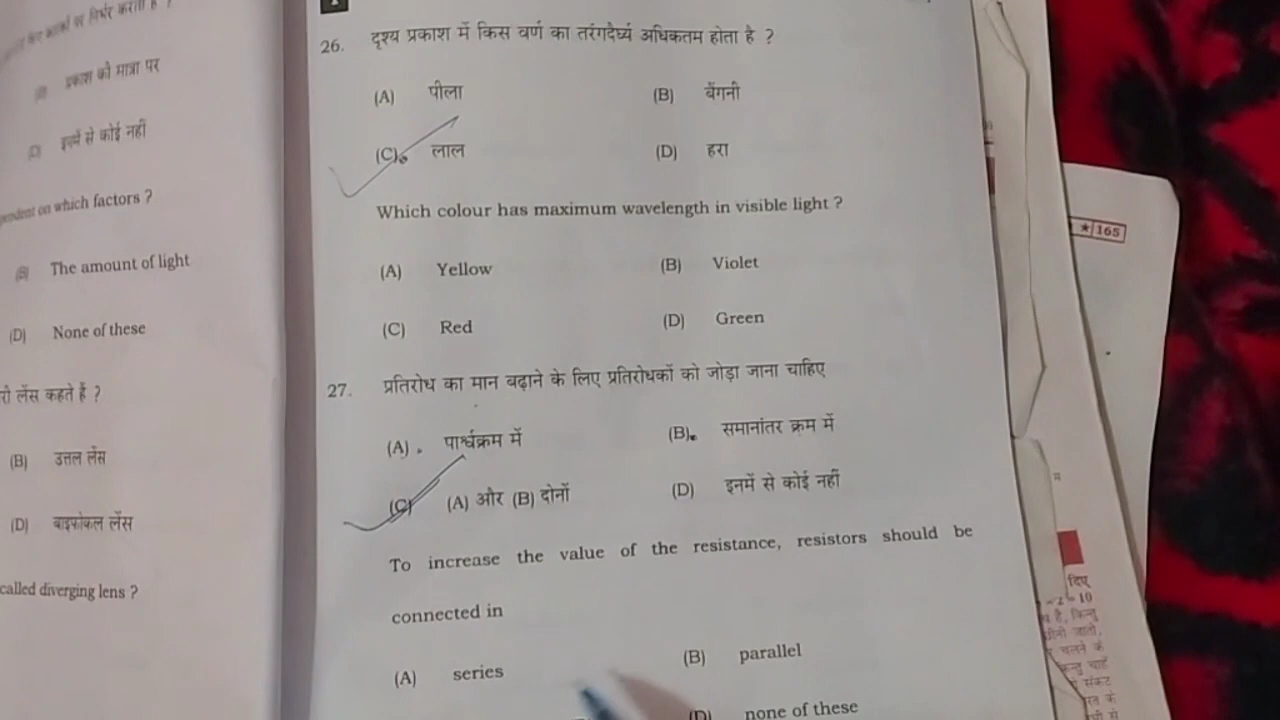 निर्भर करता है ?
(B) प्रकाश की मात्रा पर
(D) इनमें से कोई नहीं
on which factors ?
(B) The amount of light
(D) None of these
लेंस कहते हैं ?
(B) उत्तल लेंस
(D) बाइफोकल लेंस
called diverging lens ?
26. दृश्य प्रकाश में किस वर्ण का तरंगदैर्घ्य अधिकतम होता है ?
(A) पीला (B) बैंगनी
(C) लाल (D) हरा
Which colour has maximum wavelength in visible light ?
(A) Yellow (B) Violet
(C) Red (D) Green
27. प्रतिरोध का मान बढ़ाने के लिए प्रतिरोधकों को जोड़ा जाना चाहिए
(A) पार्श्वक्रम में (B) समानांतर क्रम में
(C) (A) और (B) दोनों (D) इनमें से कोई नहीं
To increase the value of the resistance, resistors should be
connected in
(A) series (B) parallel
(D) none of these
★ 165
दिए
10